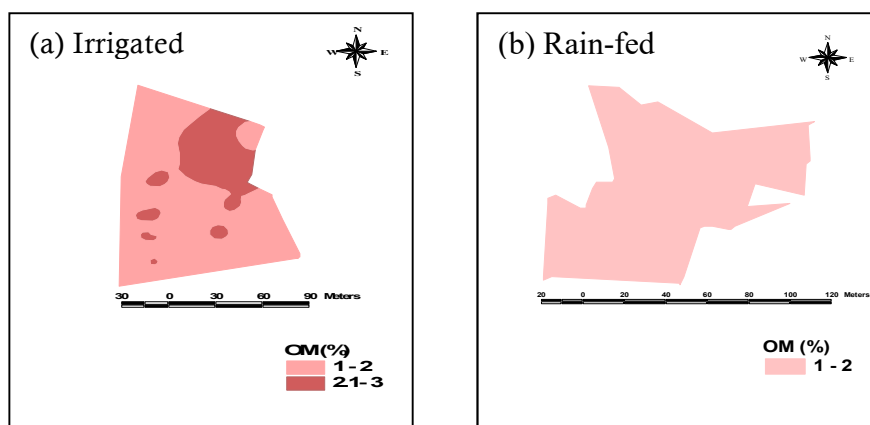 (a) Irrigated
N
W E
S
30 0 30 60 90 Meters
OM(%)
1 - 2
2.1 - 3
(b) Rain-fed
N
W E
S
20 0 20 40 60 80 100 120 Meters
OM (%)
1 - 2